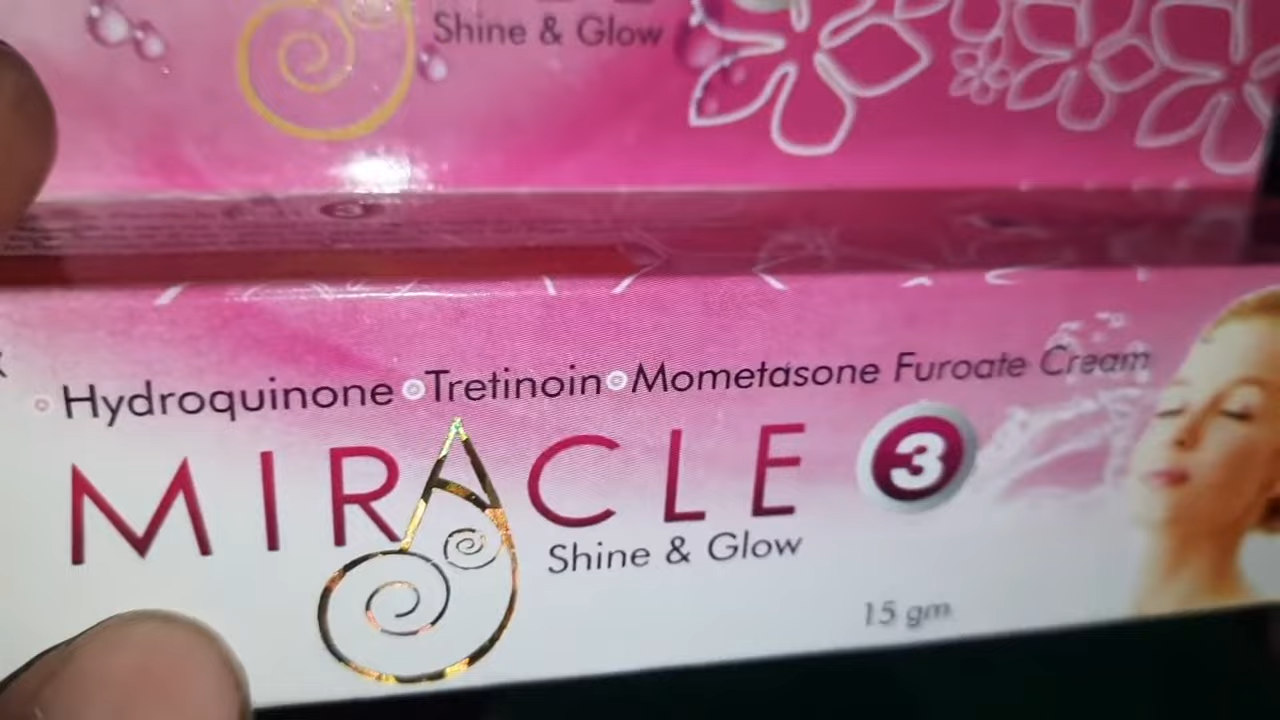 Shine & Glow
Hydroquinone Tretinoin Mometasone Furoate Cream
MIRACLE 3
Shine & Glow
15 gm